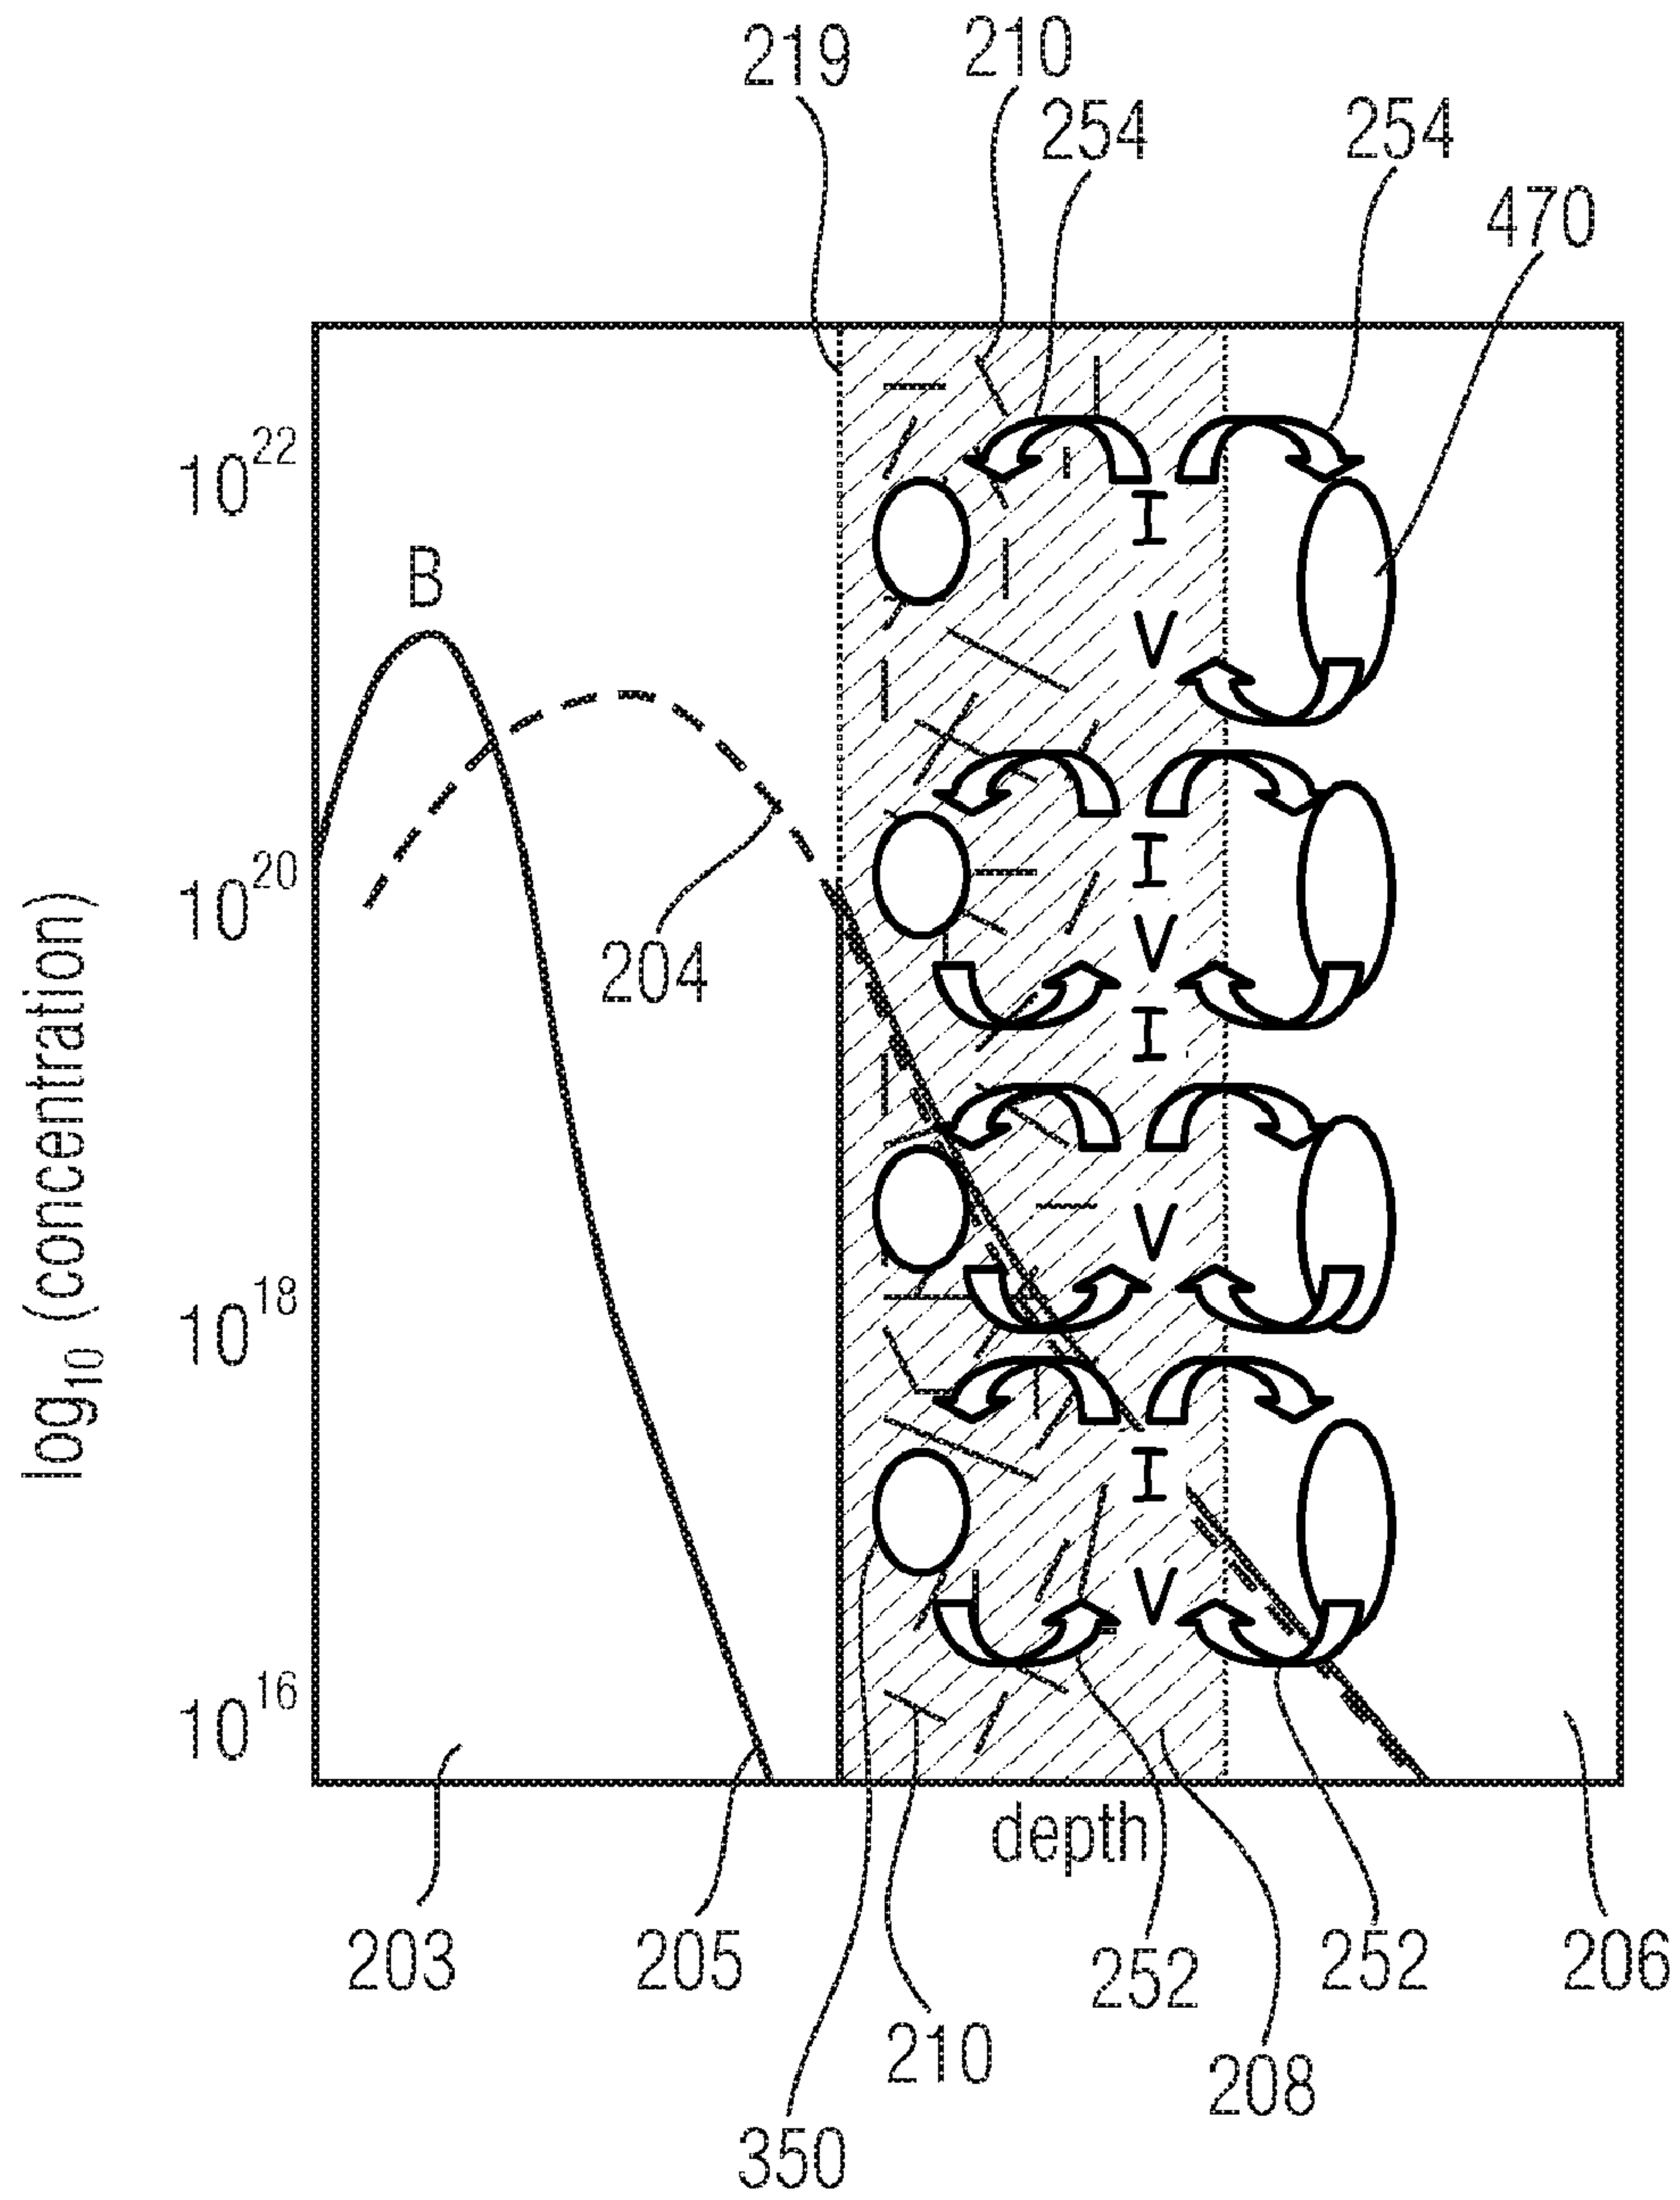 219
210
254
254
470
10^22
B
I
V
10^20
I
204
V
I
log10 (concentration)
V
10^18
I
V
10^16
depth
203
205
252
252
206
210
208
350